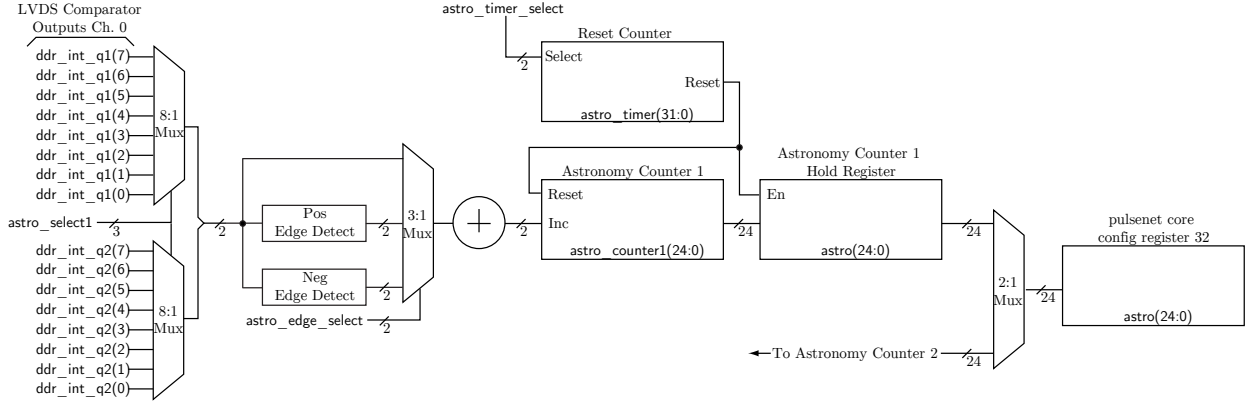 LVDS Comparator
Outputs Ch. 0
ddr_int_q1(7)
ddr_int_q1(6)
ddr_int_q1(5)
ddr_int_q1(4)
ddr_int_q1(3)
ddr_int_q1(2)
ddr_int_q1(1)
ddr_int_q1(0)
8:1
Mux
astro_select1
3
ddr_int_q2(7)
ddr_int_q2(6)
ddr_int_q2(5)
ddr_int_q2(4)
ddr_int_q2(3)
ddr_int_q2(2)
ddr_int_q2(1)
ddr_int_q2(0)
8:1
Mux
2
Pos
Edge Detect
2
Neg
Edge Detect
2
astro_edge_select
2
3:1
Mux
+
2
astro_timer_select
2
Reset Counter
Select
Reset
astro_timer(31:0)
Astronomy Counter 1
Reset
Inc
astro_counter1(24:0)
24
Astronomy Counter 1
Hold Register
En
astro(24:0)
24
To Astronomy Counter 2
24
2:1
Mux
24
pulsenet core
config register 32
astro(24:0)